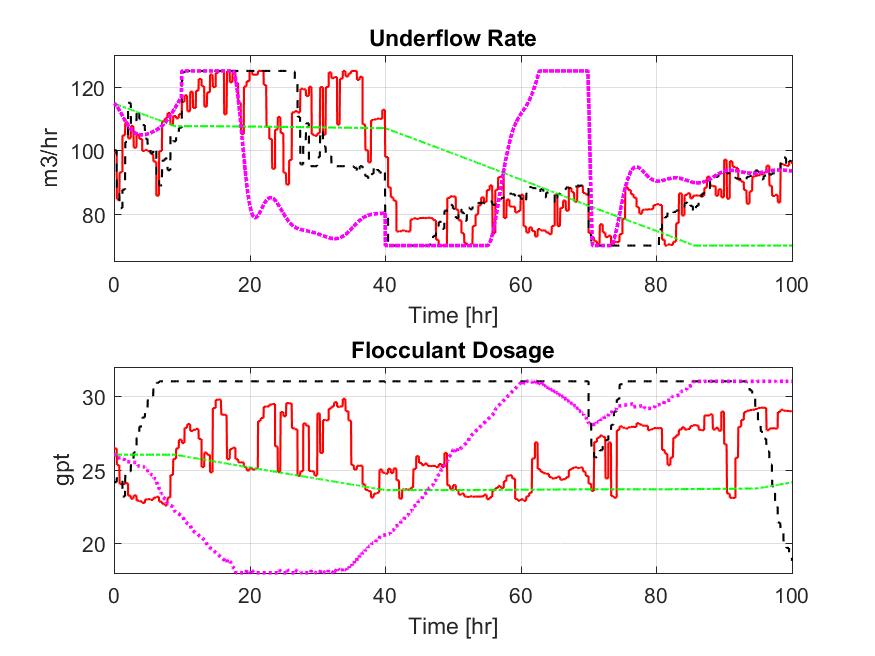 Underflow Rate
120
100
80
m3/hr
0 20 40 60 80 100
Time [hr]
Flocculant Dosage
30
25
20
gpt
0 20 40 60 80 100
Time [hr]